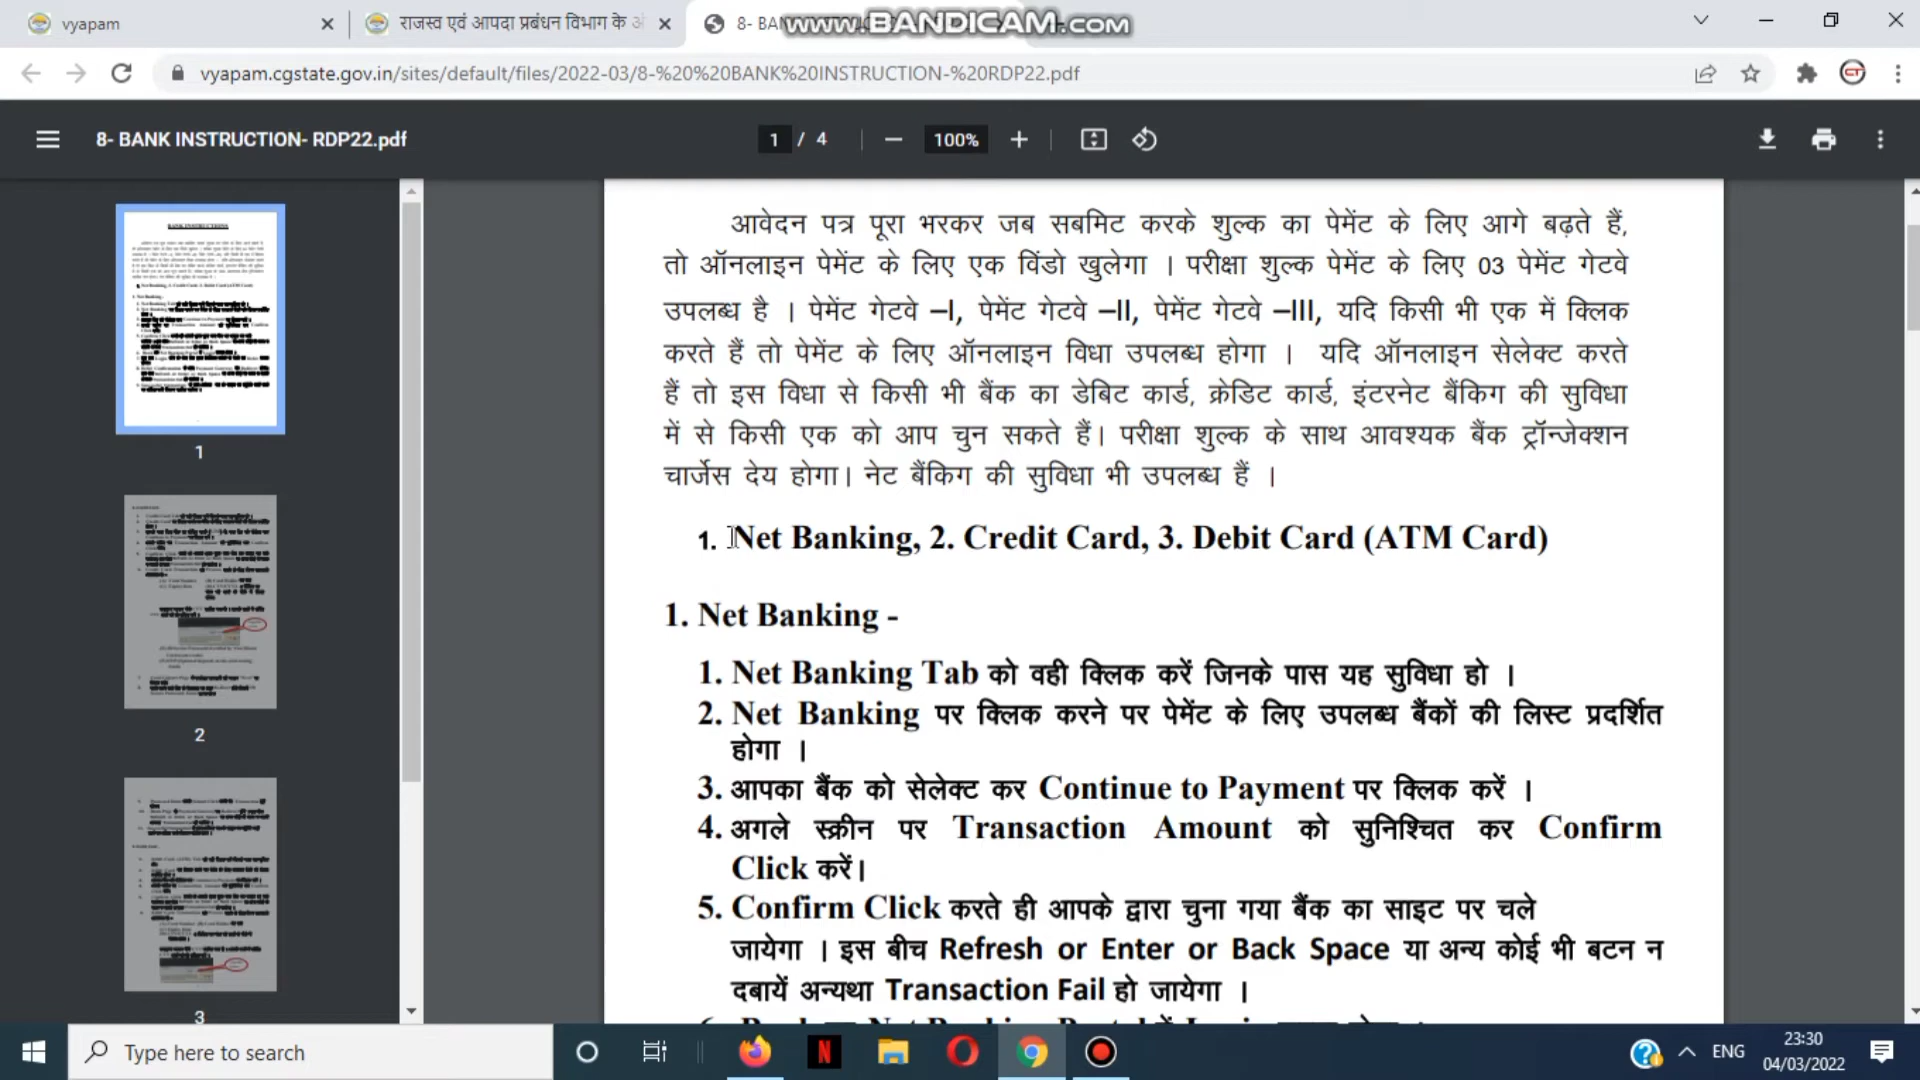 vyapam
राजस्व एवं आपदा प्रबंधन विभाग के अं
8- BAN
www.BANDICAM.com
vyapam.cgstate.gov.in/sites/default/files/2022-03/8-%20%20BANK%20INSTRUCTION-%20RDP22.pdf
8- BANK INSTRUCTION- RDP22.pdf
1 / 4
100%
BANK INSTRUCTIONS
1
2
3
आवेदन पत्र पूरा भरकर जब सबमिट करके शुल्क का पेमेंट के लिए आगे बढ़ते हैं,
तो ऑनलाइन पेमेंट के लिए एक विंडो खुलेगा । परीक्षा शुल्क पेमेंट के लिए 03 पेमेंट गेटवे
उपलब्ध है । पेमेंट गेटवे –I, पेमेंट गेटवे –II, पेमेंट गेटवे –III, यदि किसी भी एक में क्लिक
करते हैं तो पेमेंट के लिए ऑनलाइन विधा उपलब्ध होगा । यदि ऑनलाइन सेलेक्ट करते
हैं तो इस विधा से किसी भी बैंक का डेबिट कार्ड, क्रेडिट कार्ड, इंटरनेट बैंकिग की सुविधा
में से किसी एक को आप चुन सकते हैं। परीक्षा शुल्क के साथ आवश्यक बैंक ट्रॉन्जेक्शन
चार्जेस देय होगा। नेट बैंकिग की सुविधा भी उपलब्ध हैं ।
1. Net Banking, 2. Credit Card, 3. Debit Card (ATM Card)
1. Net Banking -
1. Net Banking Tab को वही क्लिक करें जिनके पास यह सुविधा हो ।
2. Net Banking पर क्लिक करने पर पेमेंट के लिए उपलब्ध बैंकों की लिस्ट प्रदर्शित
होगा ।
3. आपका बैंक को सेलेक्ट कर Continue to Payment पर क्लिक करें ।
4. अगले स्क्रीन पर Transaction Amount को सुनिश्चित कर Confirm
Click करें।
5. Confirm Click करते ही आपके द्वारा चुना गया बैंक का साइट पर चले
जायेगा । इस बीच Refresh or Enter or Back Space या अन्य कोई भी बटन न
दबायें अन्यथा Transaction Fail हो जायेगा ।
Type here to search
ENG
23:30
04/03/2022